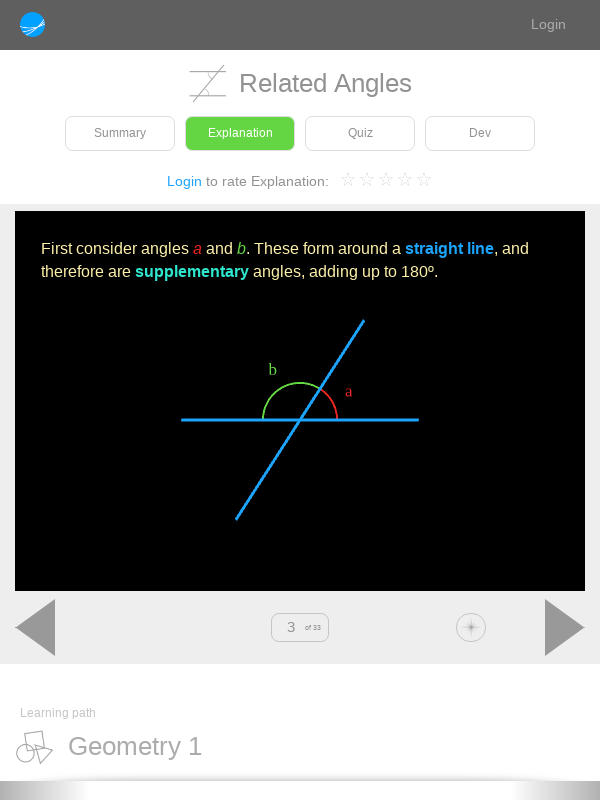 Login
Related Angles
Summary
Explanation
Quiz
Dev
Login to rate Explanation:
First consider angles a and b. These form around a straight line, and
therefore are supplementary angles, adding up to 180º.
b
a
3 of 33
Learning path
Geometry 1